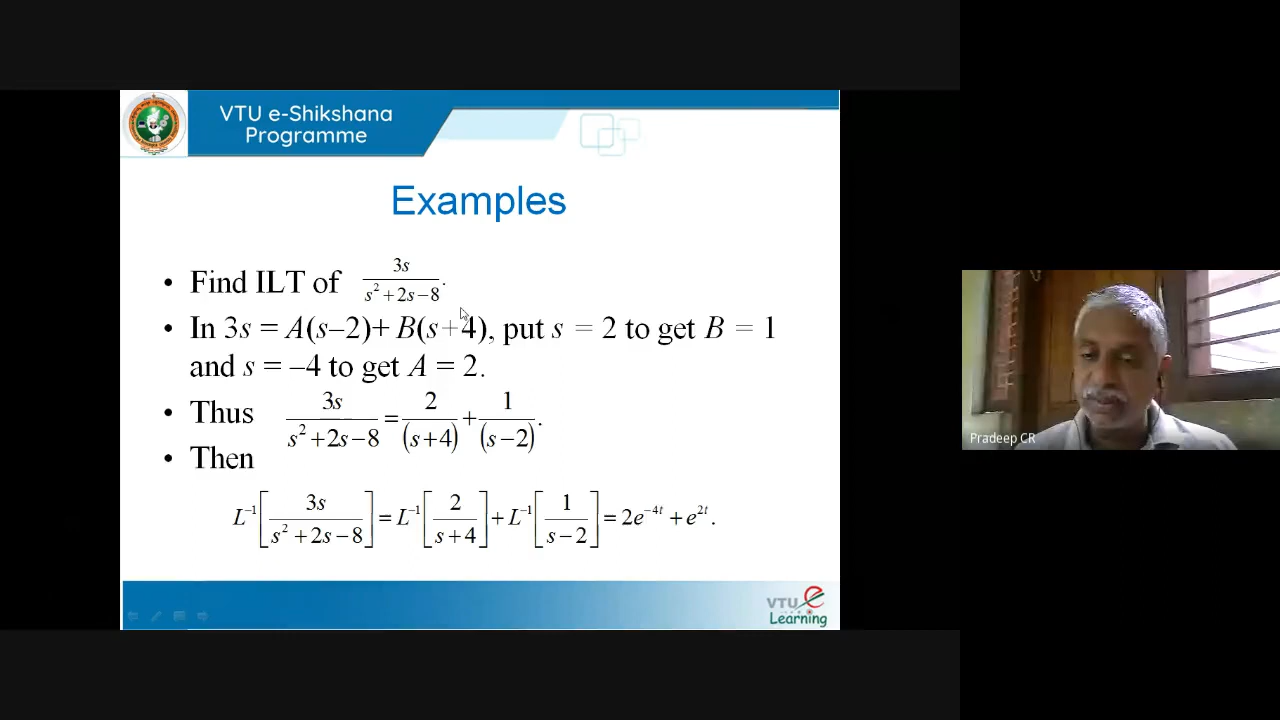 VTU e-Shikshana
Programme
Examples
• Find ILT of 3s / (s² + 2s − 8).
• In 3s = A(s–2)+ B(s+4), put s = 2 to get B = 1
and s = –4 to get A = 2.
• Thus 3s / (s² + 2s − 8) = 2 / (s + 4) + 1 / (s − 2).
• Then
L⁻¹[3s / (s² + 2s − 8)] = L⁻¹[2 / (s + 4)] + L⁻¹[1 / (s − 2)] = 2e⁻⁴ᵗ + e²ᵗ.
VTU e
Learning
Pradeep CR